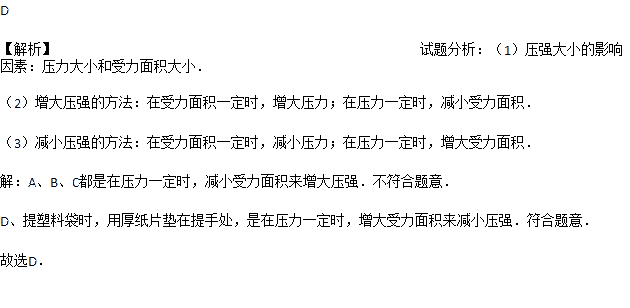 D
【解析】 试题分析：（1）压强大小的影响
因素：压力大小和受力面积大小．
（2）增大压强的方法：在受力面积一定时，增大压力；在压力一定时，减小受力面积．
（3）减小压强的方法：在受力面积一定时，减小压力；在压力一定时，增大受力面积．
解：A、B、C都是在压力一定时，减小受力面积来增大压强．不符合题意．
D、提塑料袋时，用厚纸片垫在提手处，是在压力一定时，增大受力面积来减小压强．符合题意．
故选D．